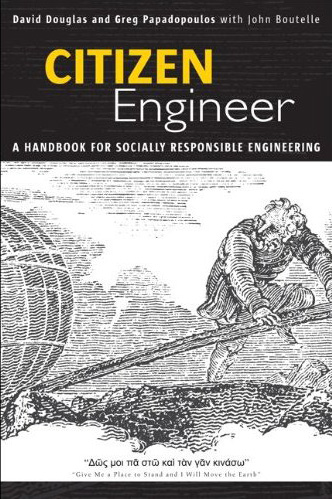 David Douglas and Greg Papadopoulos with John Boutelle
CITIZEN
Engineer
A HANDBOOK FOR SOCIALLY RESPONSIBLE ENGINEERING
"Δῶς μοι πᾶ στῶ καὶ τὰν γᾶν κινάσω"
"Give Me a Place to Stand and I Will Move the Earth"